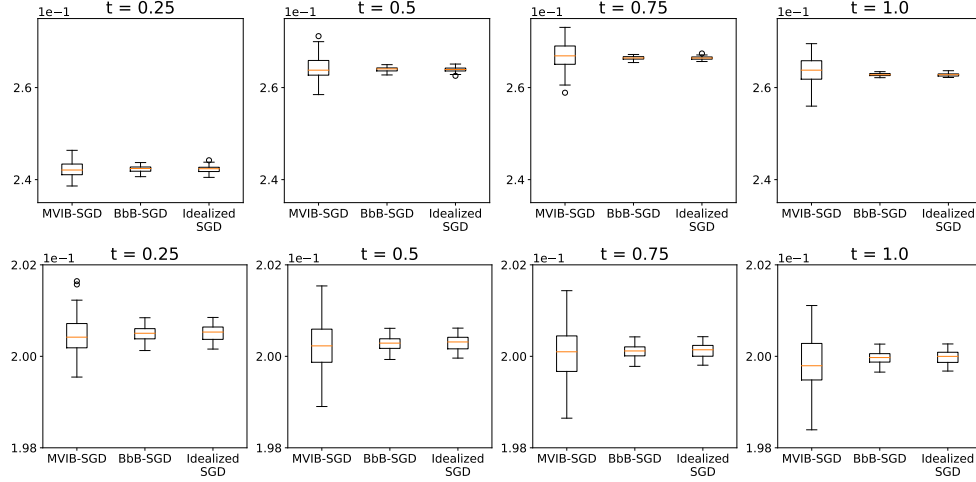 t = 0.25
1e−1
2.6
2.4
MVIB-SGD BbB-SGD Idealized
SGD
t = 0.5
1e−1
2.6
2.4
MVIB-SGD BbB-SGD Idealized
SGD
t = 0.75
1e−1
2.6
2.4
MVIB-SGD BbB-SGD Idealized
SGD
t = 1.0
1e−1
2.6
2.4
MVIB-SGD BbB-SGD Idealized
SGD
t = 0.25
1e−1
2.02
2.00
1.98
MVIB-SGD BbB-SGD Idealized
SGD
t = 0.5
1e−1
2.02
2.00
1.98
MVIB-SGD BbB-SGD Idealized
SGD
t = 0.75
1e−1
2.02
2.00
1.98
MVIB-SGD BbB-SGD Idealized
SGD
t = 1.0
1e−1
2.02
2.00
1.98
MVIB-SGD BbB-SGD Idealized
SGD